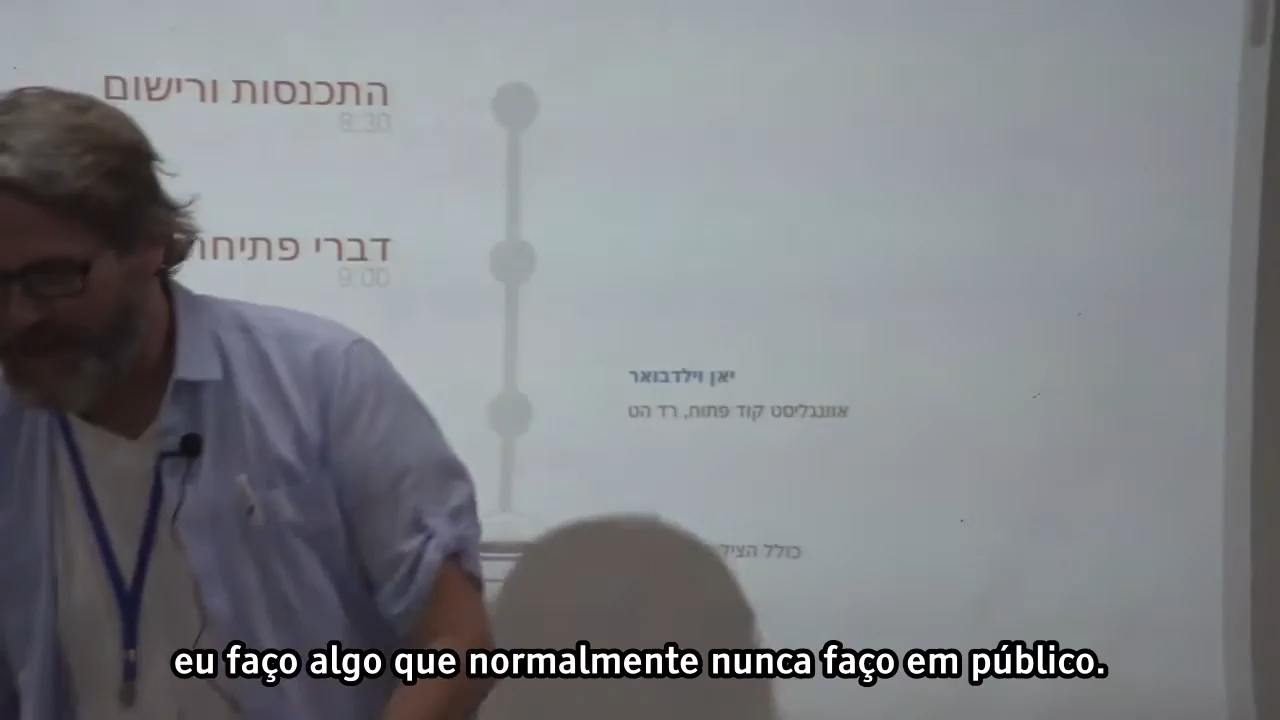 התכנסות ורישום
8:30
דברי פתיחה
9:00
יאן וילדבואר
אוונגליסט קוד פתוח, רד הט
כולל
eu faço algo que normalmente nunca faço em público.